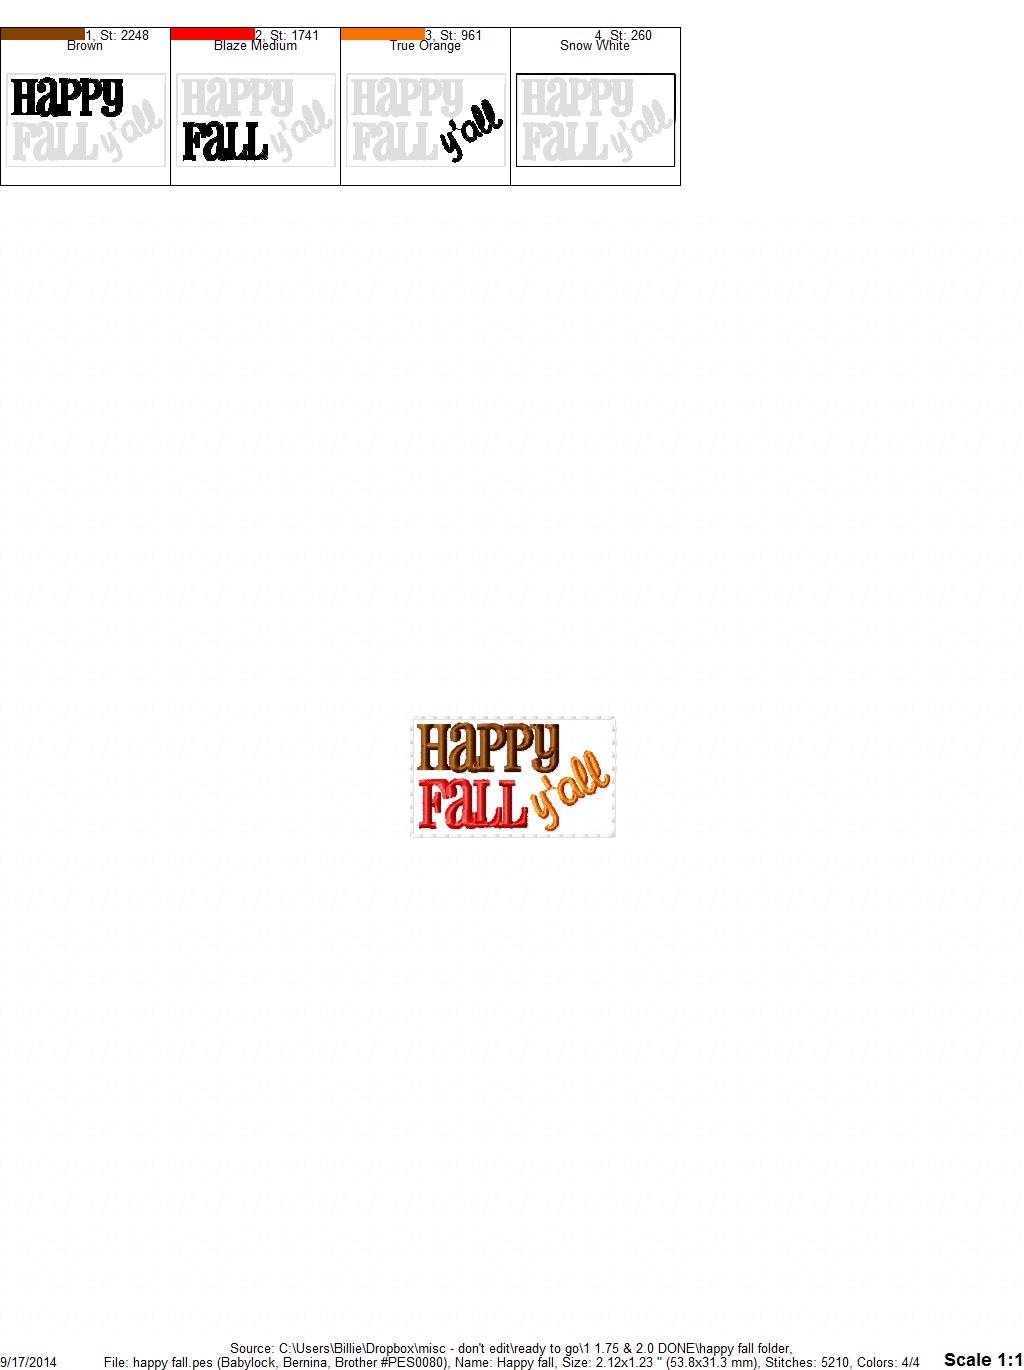 1, St: 2248
Brown
2, St: 1741
Blaze Medium
3, St: 961
True Orange
4, St: 260
Snow White
HaPPy
FaLL y'all
HaPPy
FaLL y'all
HaPPy
FaLL y'all
HaPPy
FaLL y'all
HaPPy
FaLL y'all
Source: C:\Users\Billie\Dropbox\misc - don't edit\ready to go\1 1.75 & 2.0 DONE\happy fall folder,
9/17/2014 File: happy fall.pes (Babylock, Bernina, Brother #PES0080), Name: Happy fall, Size: 2.12x1.23 " (53.8x31.3 mm), Stitches: 5210, Colors: 4/4 Scale 1:1